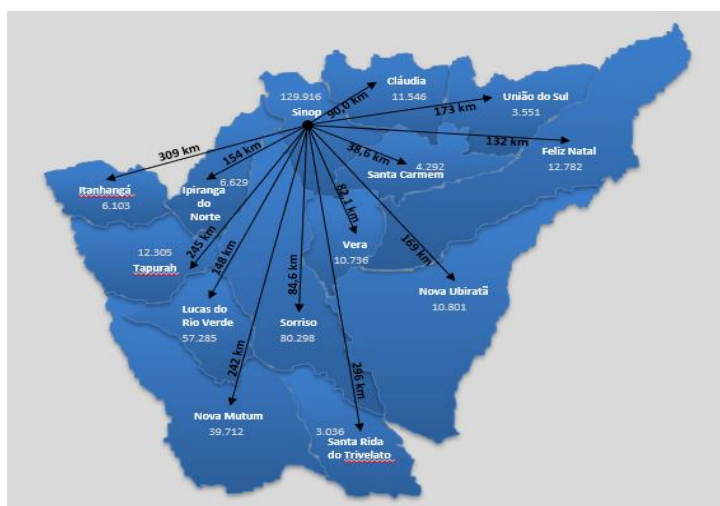 Cláudia
11.546
129.916
Sinop
90,0 km
União do Sul
3.551
173 km
132 km
Feliz Natal
12.782
38,6 km
4.292
Santa Carmem
309 km
154 km
Itanhangá
6.103
6.629
Ipiranga
do
Norte
82,1 km
Vera
10.736
169 km
Nova Ubiratã
10.801
12.305
Tapurah
245 km
148 km
84,6 km
Lucas do
Rio Verde
57.285
Sorriso
80.298
242 km
296 km
Nova Mutum
39.712
3.036
Santa Rida
do Trivelato